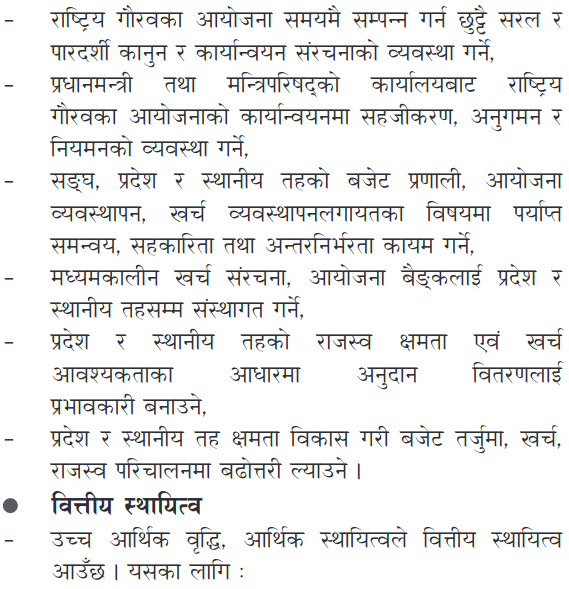 – राष्ट्रिय गौरवका आयोजना समयमै सम्पन्न गर्न छुट्टै सरल र
पारदर्शी कानुन र कार्यान्वयन संरचनाको व्यवस्था गर्ने,
– प्रधानमन्त्री तथा मन्त्रिपरिषद्को कार्यालयबाट राष्ट्रिय
गौरवका आयोजनाको कार्यान्वयनमा सहजीकरण, अनुगमन र
नियमनको व्यवस्था गर्ने,
– सङ्घ, प्रदेश र स्थानीय तहको बजेट प्रणाली, आयोजना
व्यवस्थापन, खर्च व्यवस्थापनलगायतका विषयमा पर्याप्त
समन्वय, सहकारिता तथा अन्तरनिर्भरता कायम गर्ने,
– मध्यमकालीन खर्च संरचना, आयोजना बैङ्कलाई प्रदेश र
स्थानीय तहसम्म संस्थागत गर्ने,
– प्रदेश र स्थानीय तहको राजस्व क्षमता एवं खर्च
आवश्यकताका आधारमा अनुदान वितरणलाई
प्रभावकारी बनाउने,
– प्रदेश र स्थानीय तह क्षमता विकास गरी बजेट तर्जुमा, खर्च,
राजस्व परिचालनमा बढोत्तरी ल्याउने ।
● वित्तीय स्थायित्व
– उच्च आर्थिक वृद्धि, आर्थिक स्थायित्वले वित्तीय स्थायित्व
आउँछ । यसका लागि :